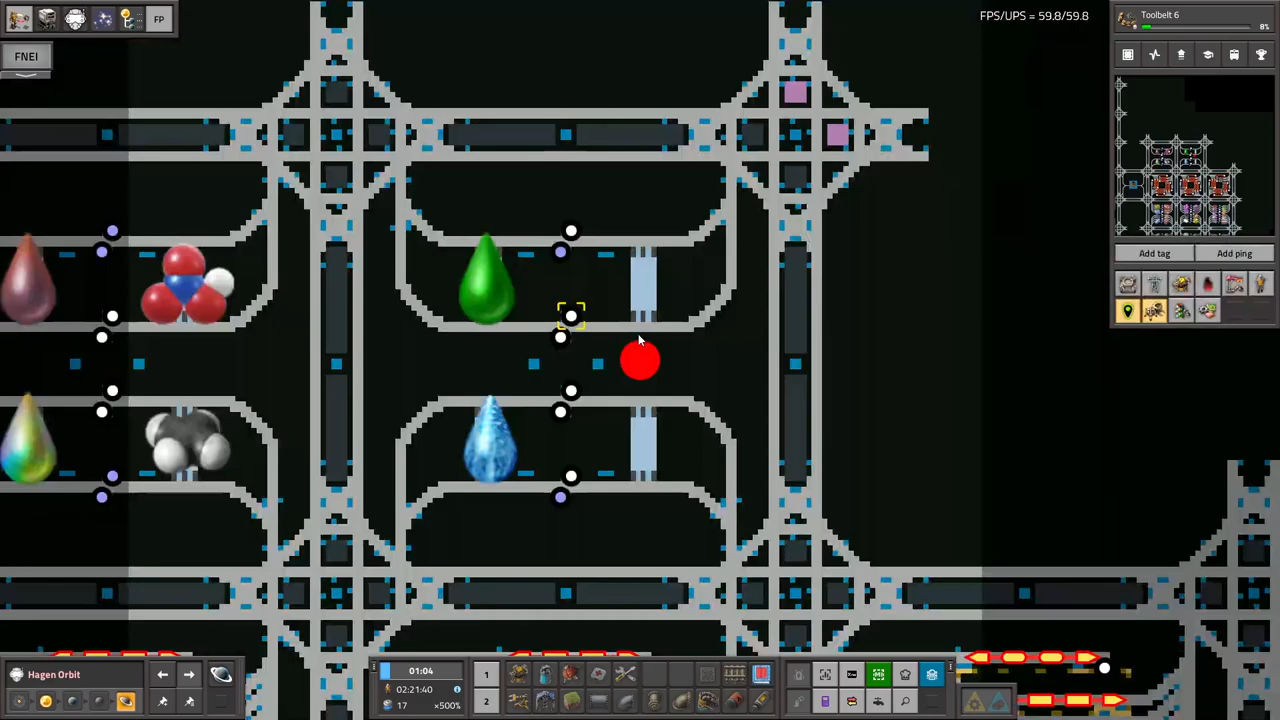 FP
FPS/UPS = 59.8/59.8
Toolbelt 6
8%
FNEI
Add tag
Add ping
Hagen Orbit
01:04
02:21:40
17
×500%
1
2